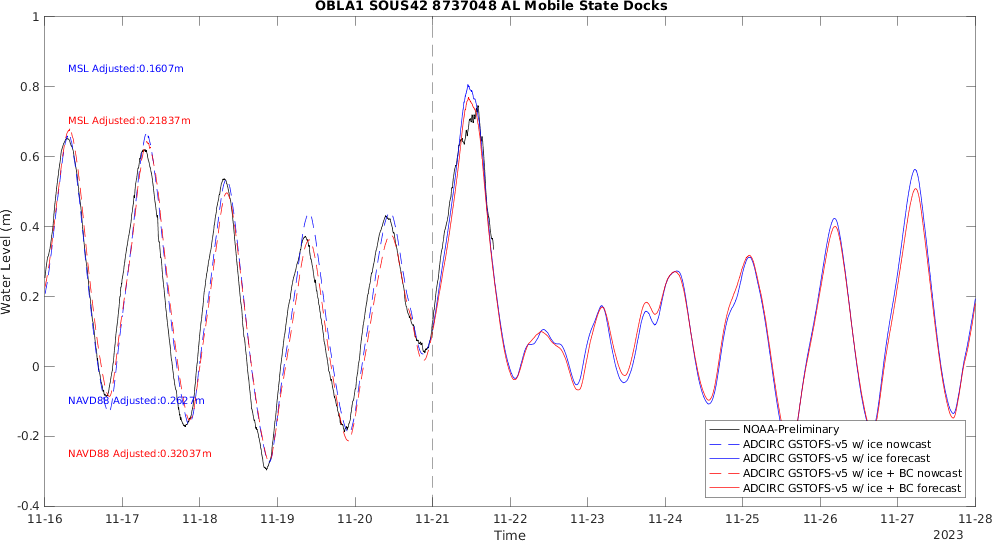 OBLA1 SOUS42 8737048 AL Mobile State Docks
1
0.8
0.6
0.4
0.2
0
-0.2
-0.4
Water Level (m)
MSL Adjusted:0.1607m
MSL Adjusted:0.21837m
NAVD88 Adjusted:0.2627m
NAVD88 Adjusted:0.32037m
NOAA-Preliminary
ADCIRC GSTOFS-v5 w/ ice nowcast
ADCIRC GSTOFS-v5 w/ ice forecast
ADCIRC GSTOFS-v5 w/ ice + BC nowcast
ADCIRC GSTOFS-v5 w/ ice + BC forecast
11-16 11-17 11-18 11-19 11-20 11-21 11-22 11-23 11-24 11-25 11-26 11-27 11-28
Time
2023